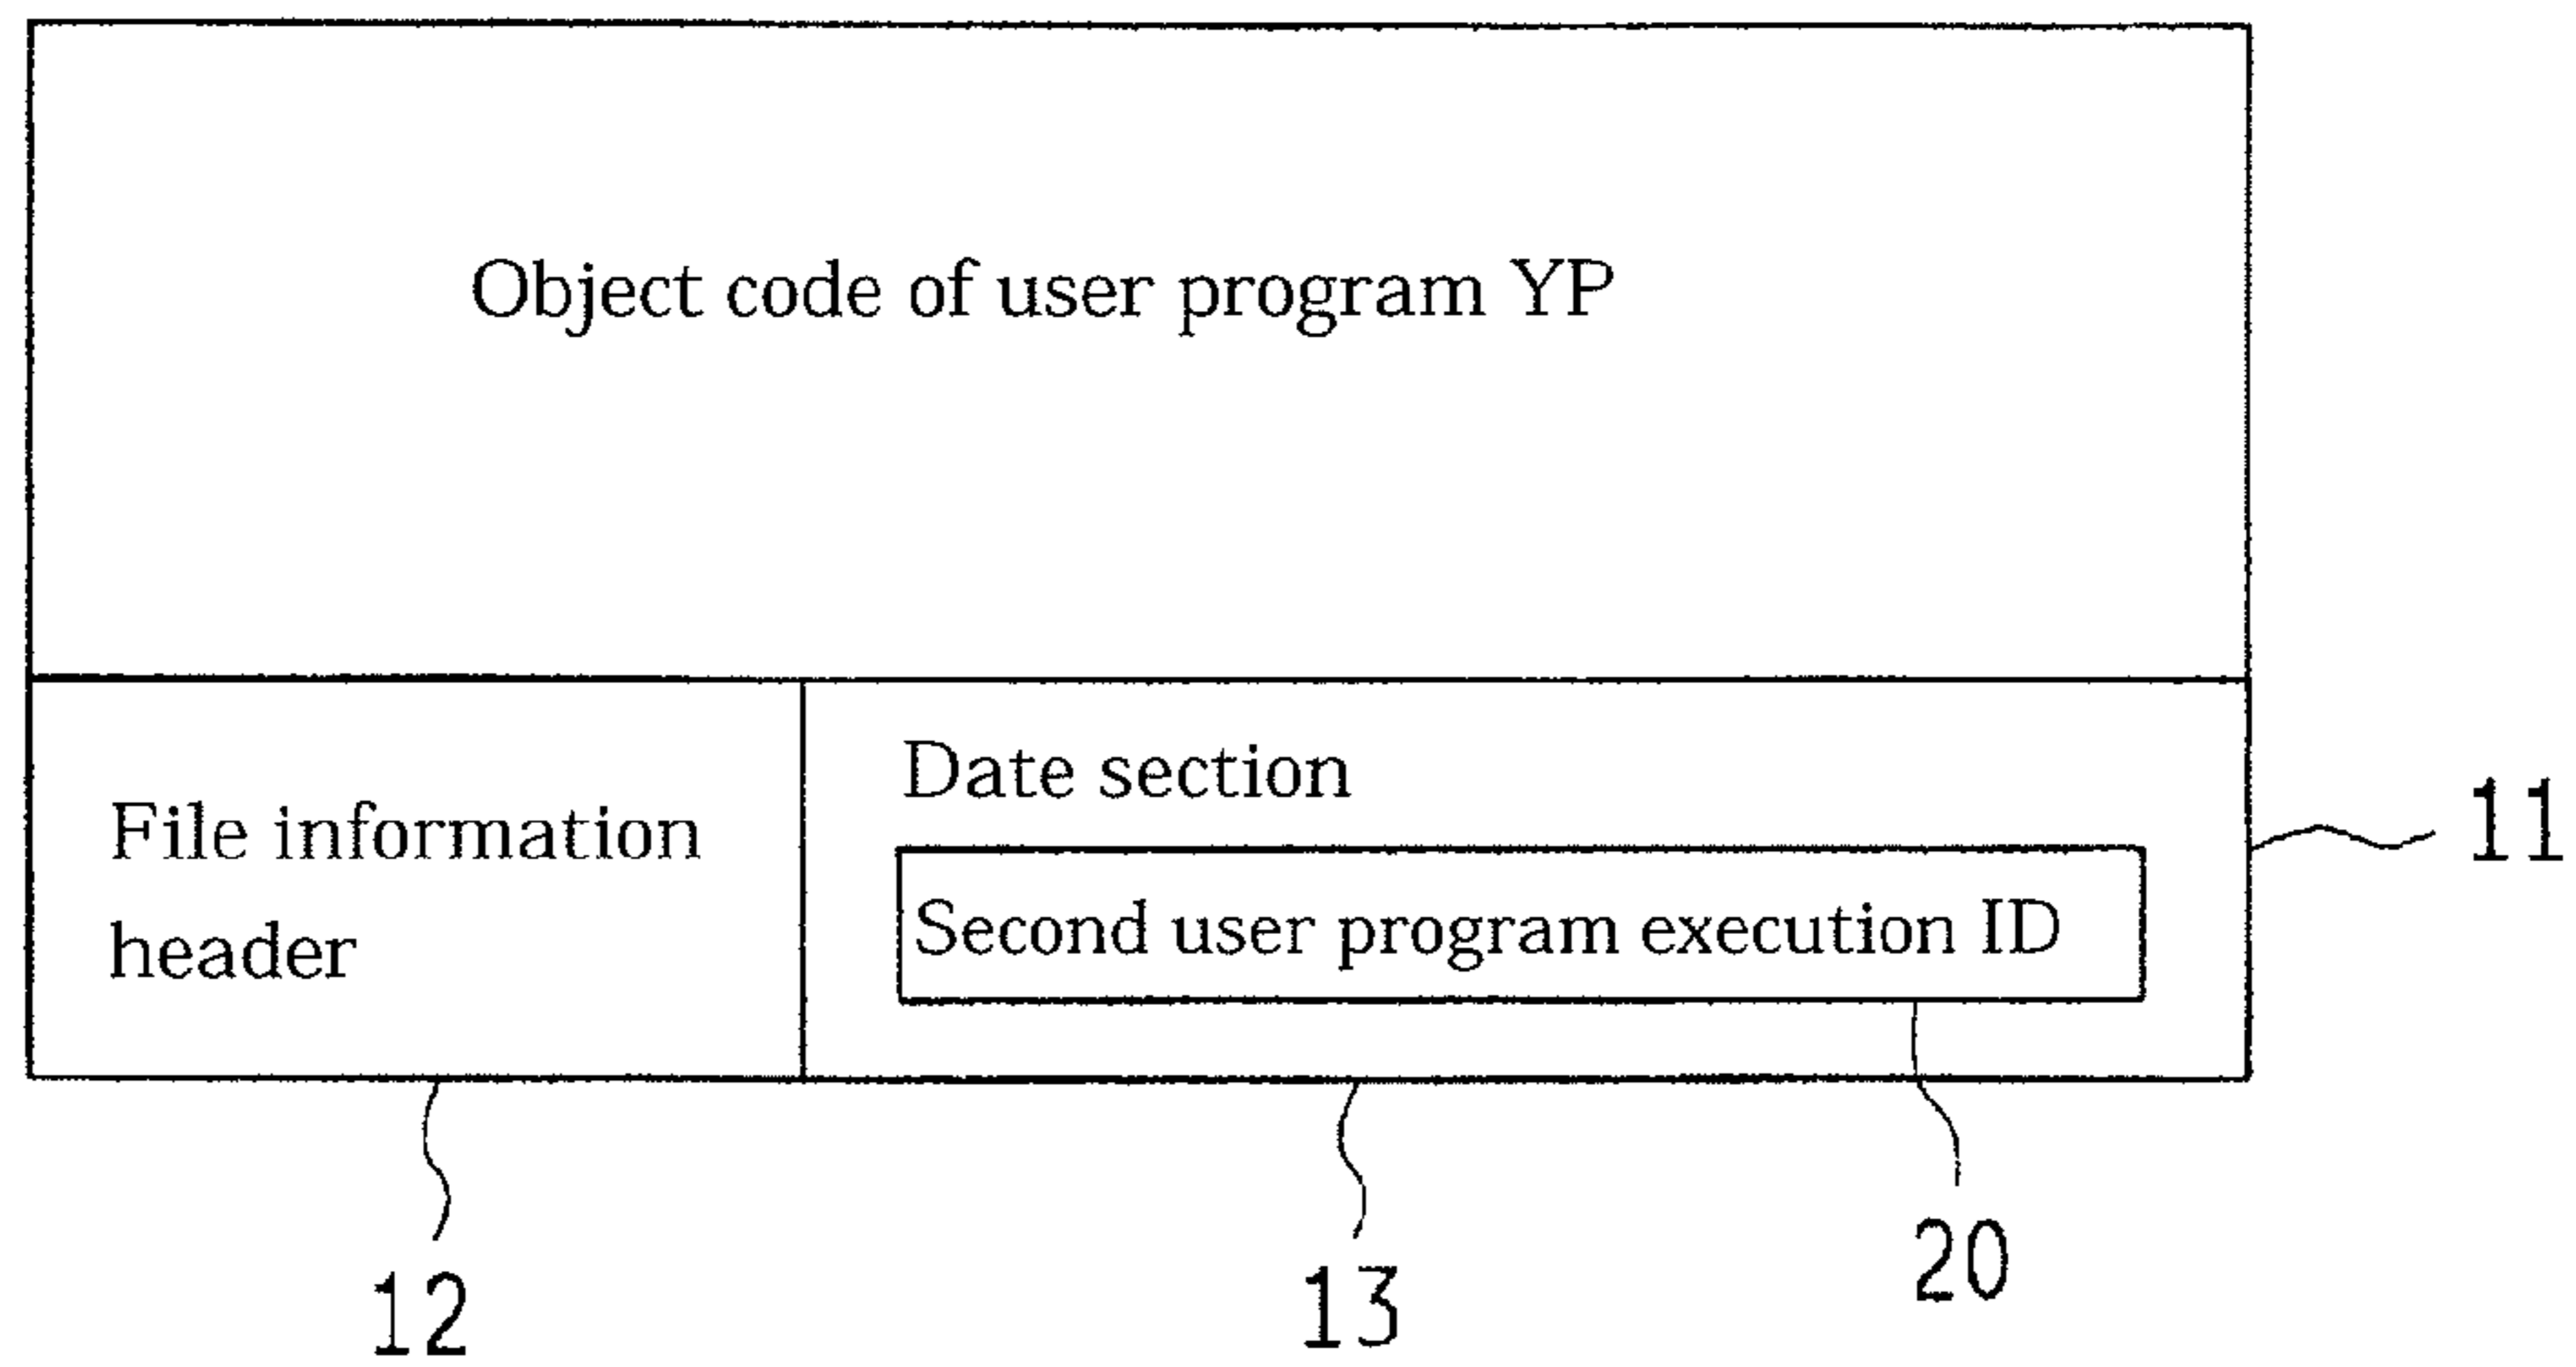 Object code of user program YP
File information
header
Date section
Second user program execution ID
11
12
13
20